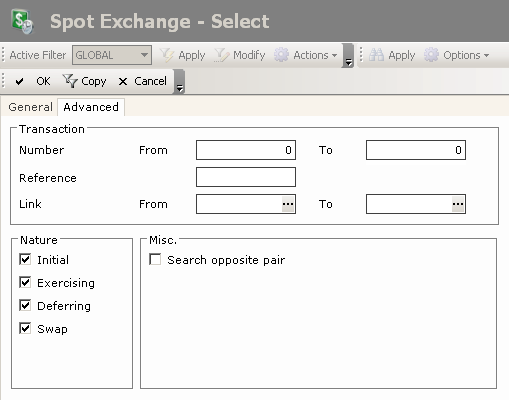 Spot Exchange - Select
Active Filter GLOBAL Apply Modify Actions Apply Options
OK Copy Cancel
General Advanced
Transaction
Number From 0 To 0
Reference
Link From ... To ...
Nature Misc.
Initial Search opposite pair
Exercising
Deferring
Swap